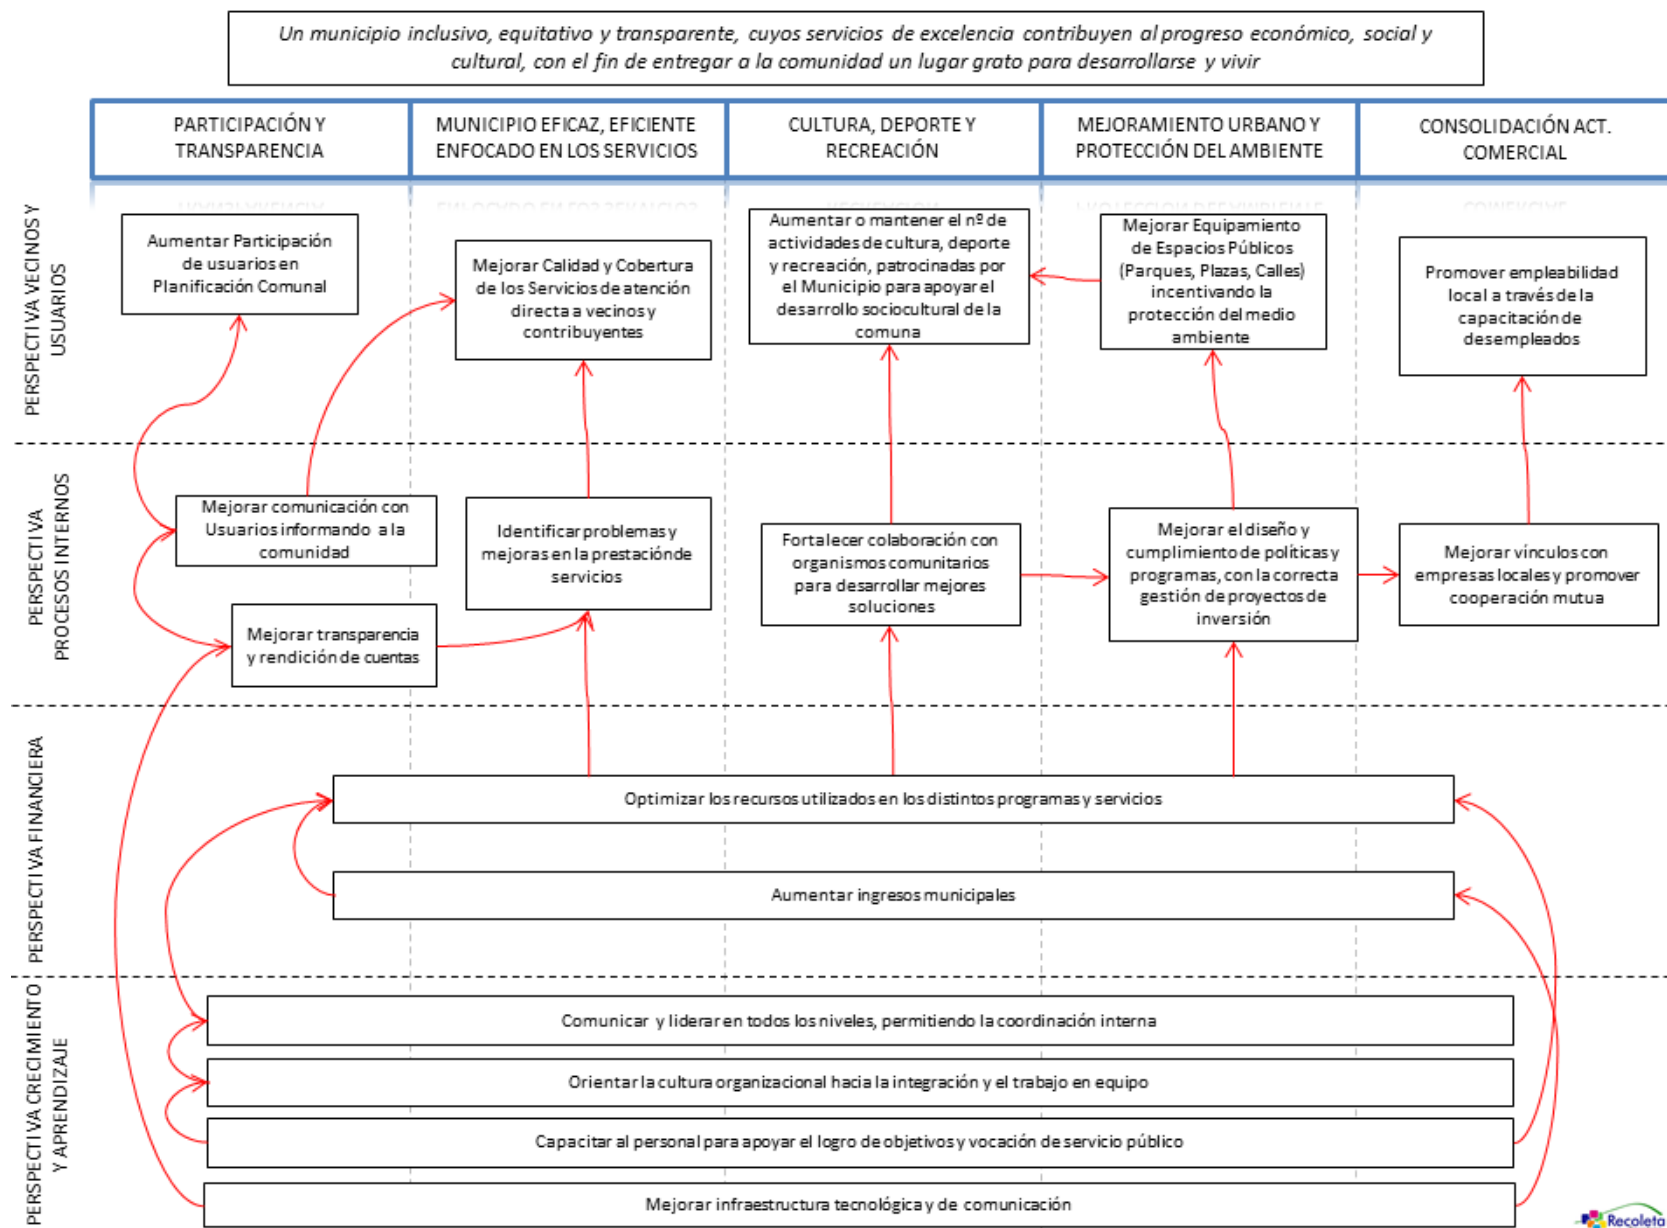 Un municipio inclusivo, equitativo y transparente, cuyos servicios de excelencia contribuyen al progreso económico, social y
cultural, con el fin de entregar a la comunidad un lugar grato para desarrollarse y vivir
PARTICIPACIÓN Y
TRANSPARENCIA
MUNICIPIO EFICAZ, EFICIENTE
ENFOCADO EN LOS SERVICIOS
CULTURA, DEPORTE Y
RECREACIÓN
MEJORAMIENTO URBANO Y
PROTECCIÓN DEL AMBIENTE
CONSOLIDACIÓN ACT.
COMERCIAL
PERSPECTIVA VECINOS Y
USUARIOS
Aumentar Participación
de usuarios en
Planificación Comunal
Mejorar Calidad y Cobertura
de los Servicios de atención
directa a vecinos y
contribuyentes
Aumentar o mantener el nº de
actividades de cultura, deporte
y recreación, patrocinadas por
el Municipio para apoyar el
desarrollo sociocultural de la
comuna
Mejorar Equipamiento
de Espacios Públicos
(Parques, Plazas, Calles)
incentivando la
protección del medio
ambiente
Promover empleabilidad
local a través de la
capacitación de
desempleados
PERSPECTIVA
PROCESOS INTERNOS
Mejorar comunicación con
Usuarios informando a la
comunidad
Mejorar transparencia
y rendición de cuentas
Identificar problemas y
mejoras en la prestaciónde
servicios
Fortalecer colaboración con
organismos comunitarios
para desarrollar mejores
soluciones
Mejorar el diseño y
cumplimiento de políticas y
programas, con la correcta
gestión de proyectos de
inversión
Mejorar vínculos con
empresas locales y promover
cooperación mutua
PERSPECTIVA FINANCIERA
Optimizar los recursos utilizados en los distintos programas y servicios
Aumentar ingresos municipales
PERSPECTIVA CRECIMIENTO
Y APRENDIZAJE
Comunicar y liderar en todos los niveles, permitiendo la coordinación interna
Orientar la cultura organizacional hacia la integración y el trabajo en equipo
Capacitar al personal para apoyar el logro de objetivos y vocación de servicio público
Mejorar infraestructura tecnológica y de comunicación
Recoleta